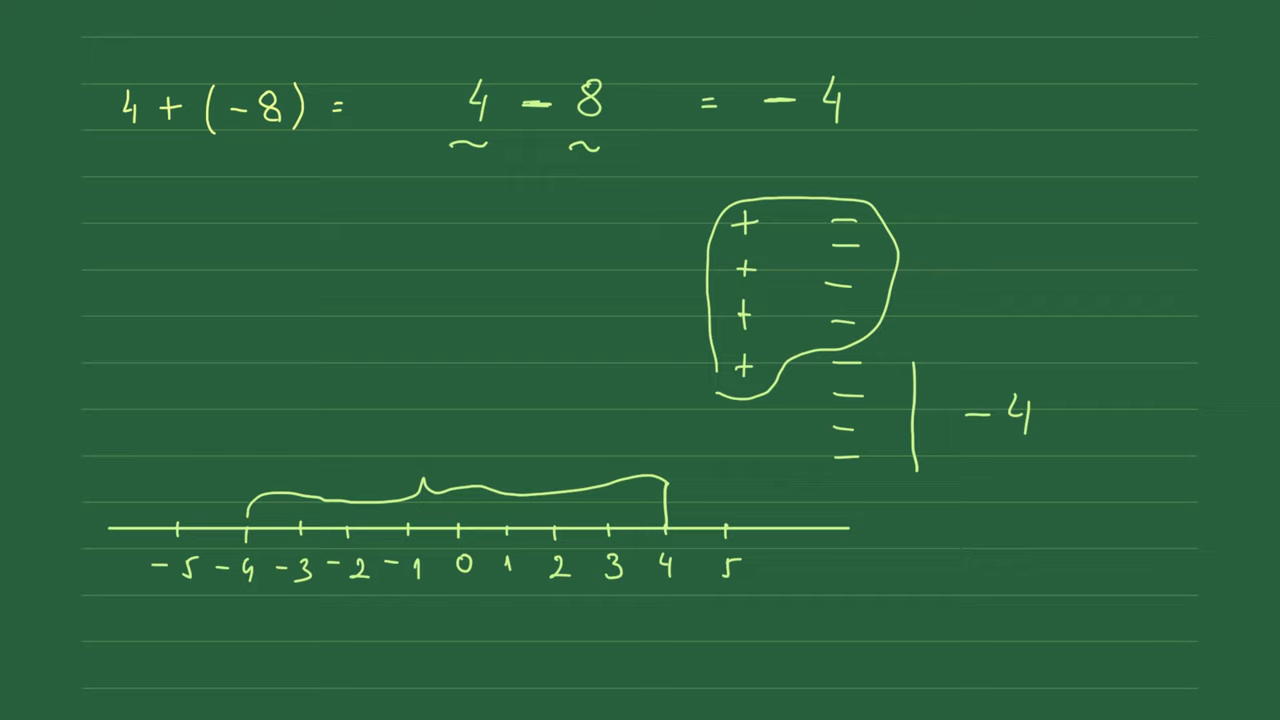 4 + (-8) = 4 - 8 = - 4
+ -
-
+ -
+ -
+ -
-
- - 4
-
-5 -4 -3 -2 -1 0 1 2 3 4 5